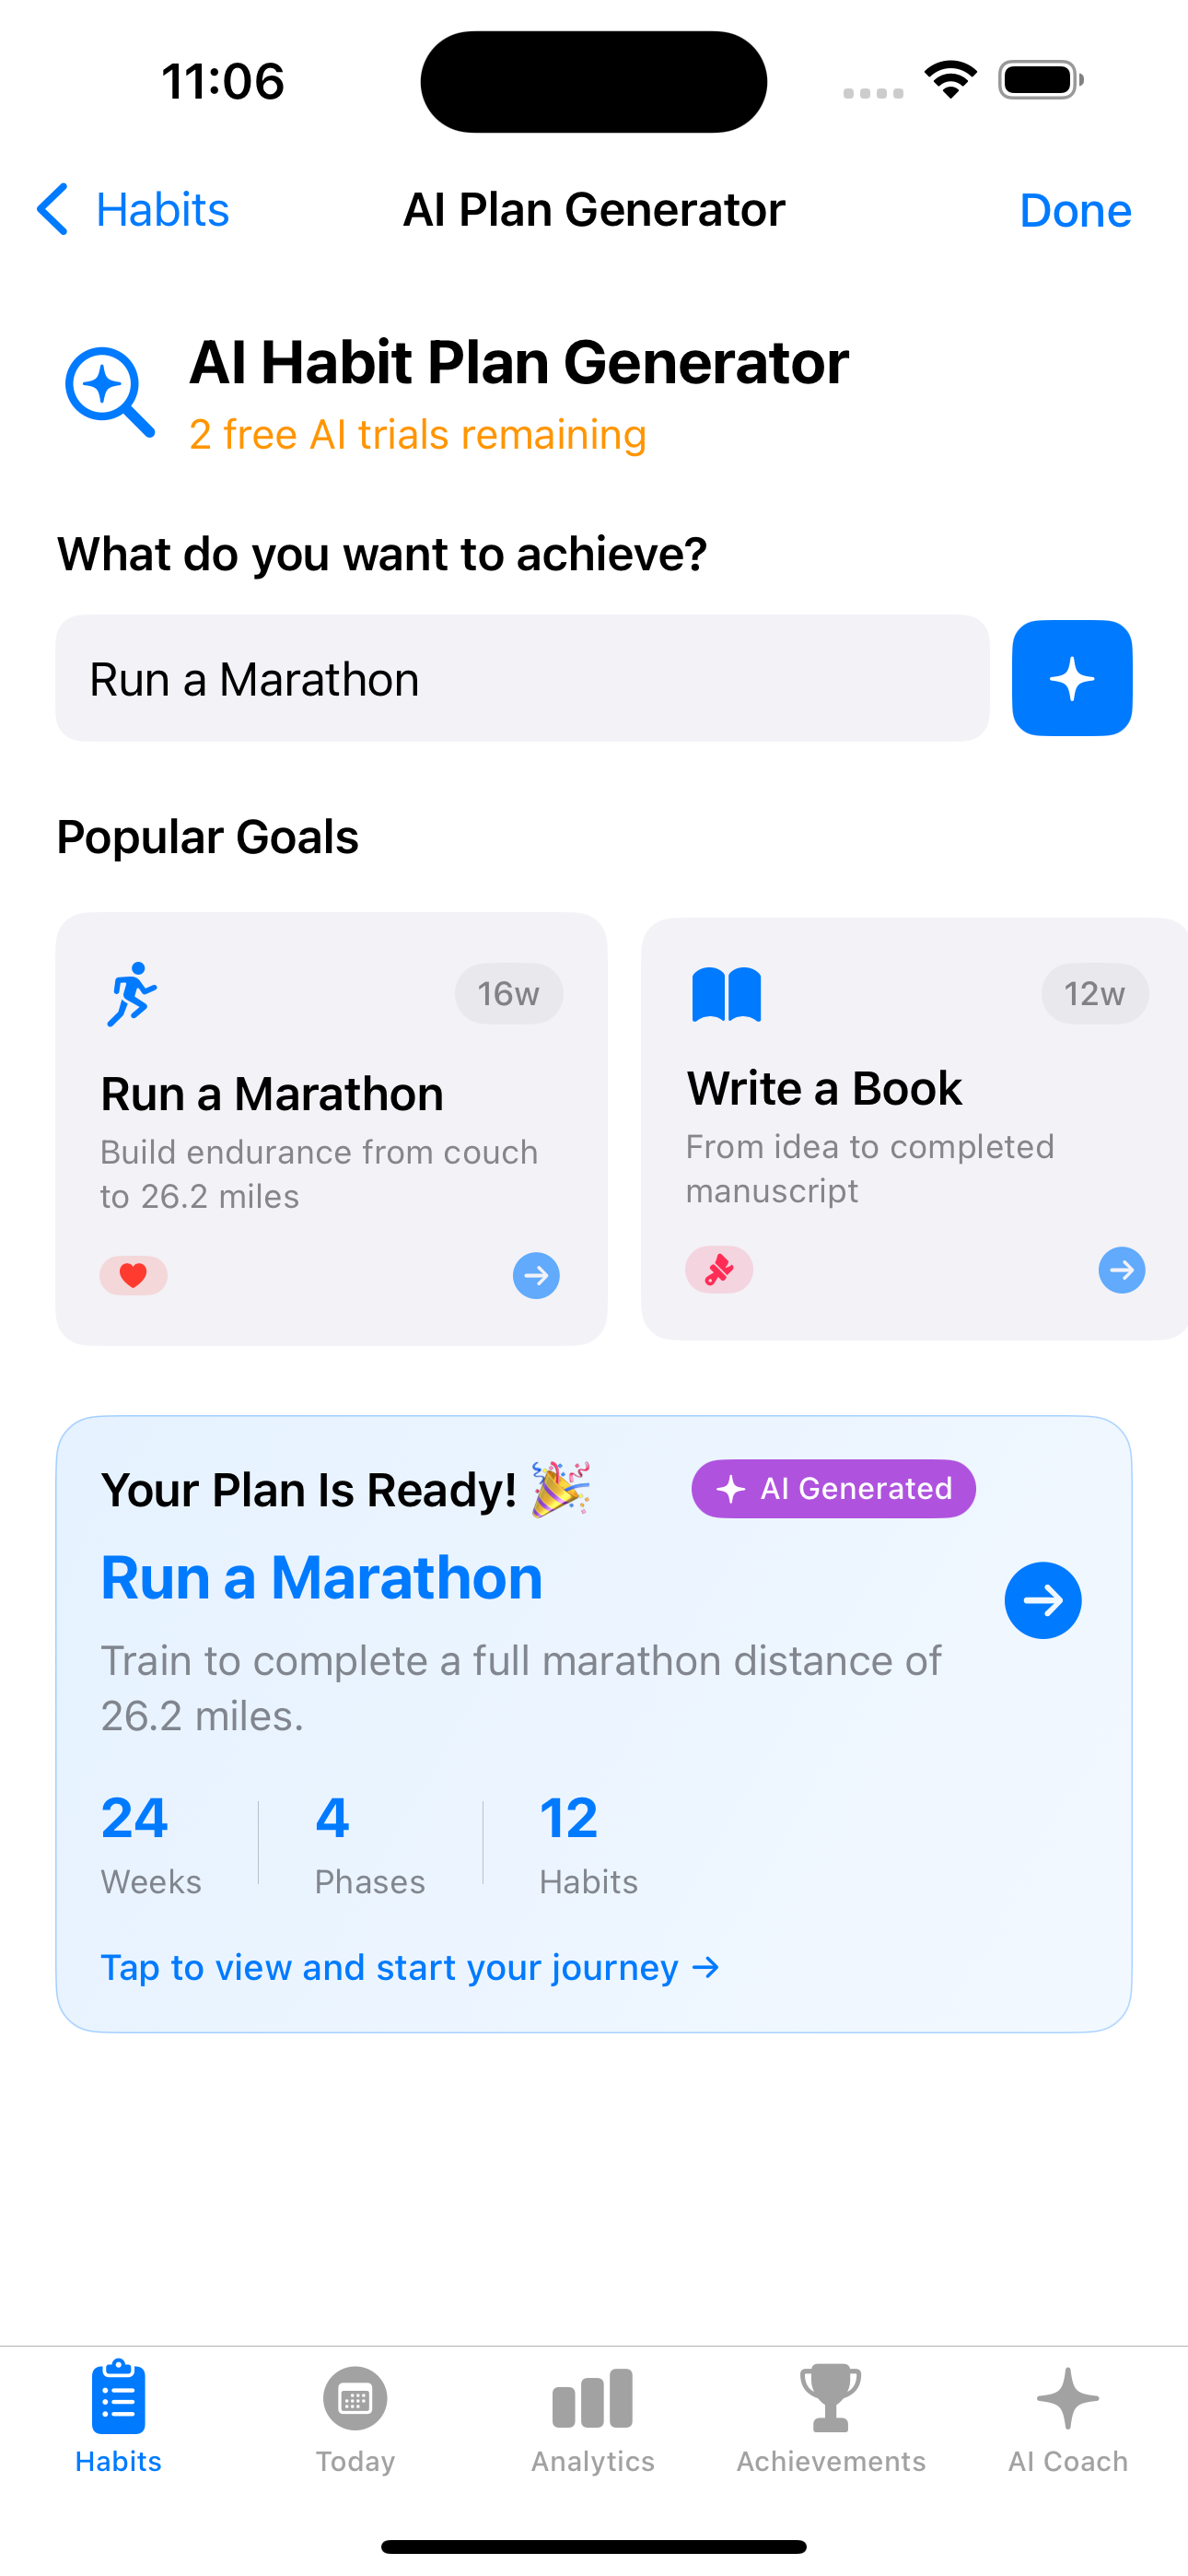 11:06
Habits
AI Plan Generator
Done
AI Habit Plan Generator
2 free AI trials remaining
What do you want to achieve?
Run a Marathon
Popular Goals
16w
Run a Marathon
Build endurance from couch
to 26.2 miles
12w
Write a Book
From idea to completed
manuscript
Your Plan Is Ready! 🎉
AI Generated
Run a Marathon
Train to complete a full marathon distance of
26.2 miles.
24
Weeks
4
Phases
12
Habits
Tap to view and start your journey →
Habits
Today
Analytics
Achievements
AI Coach